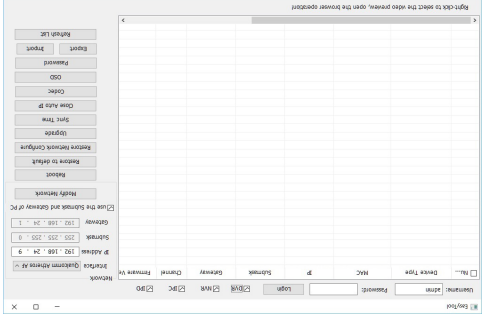 EasyTool
Username: admin Password: Login DVR NVR IPC IPD
Nu... Device Type MAC IP Submask Gateway Channel Firmware Ve
Network
Interface Qualcomm Atheros AF
IP Address 192 . 168 . 24 . 9
Submask 255 . 255 . 255 . 0
Gateway 192 . 168 . 24 . 1
Use the Submask and Gateway of PC
Modify Network
Reboot
Restore to default
Restore Network Configure
Upgrade
Sync Time
Close Auto IP
Codec
OSD
Password
Export Import
Refresh List
Right-click to select the video preview, open the browser operation!